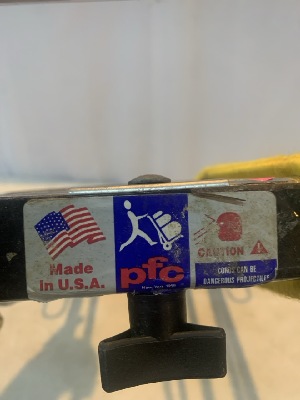 Made
in U.S.A.
pfc
CAUTION
CORDS CAN BE
DANGEROUS PROJECTILES